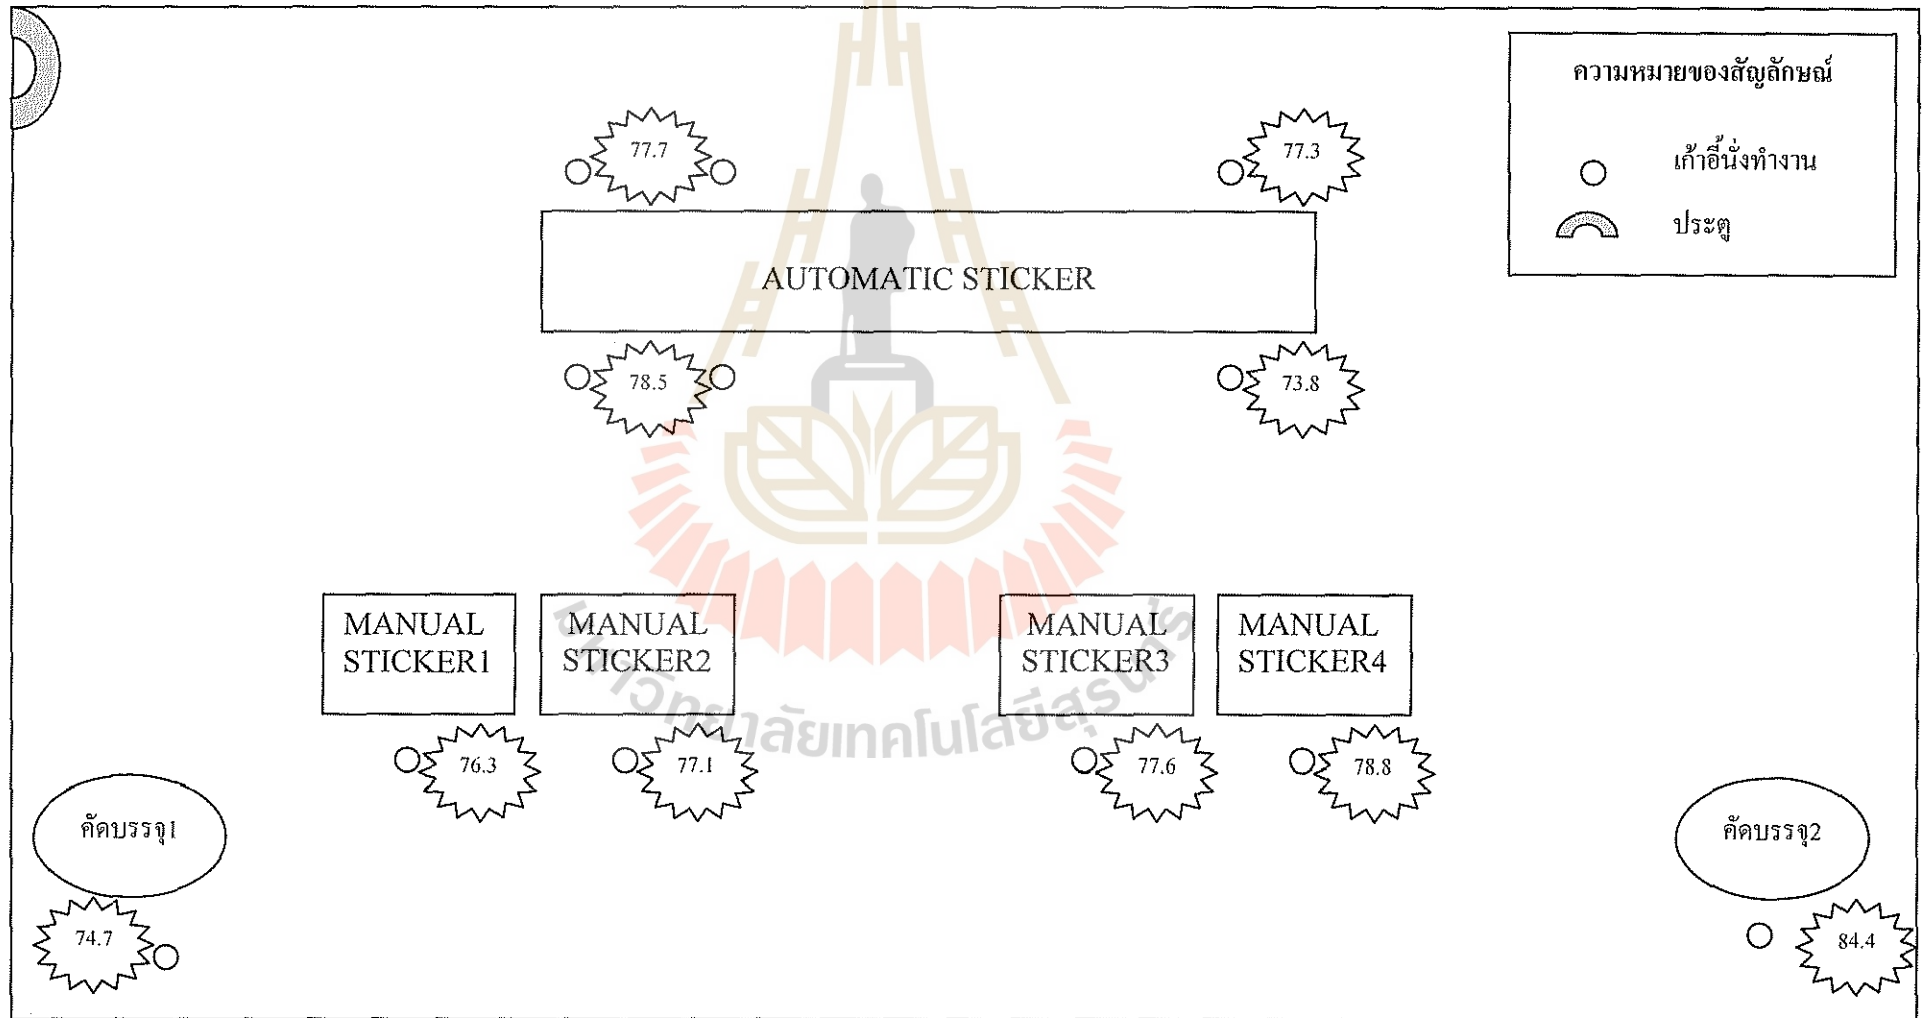 ความหมายของสัญลักษณ์
เก้าอี้นั่งทำงาน
ประตู
77.7
77.3
AUTOMATIC STICKER
78.5
73.8
MANUAL
STICKER1
MANUAL
STICKER2
MANUAL
STICKER3
MANUAL
STICKER4
มหาวิทยาลัยเทคโนโลยีสุรนารี
76.3
77.1
77.6
78.8
คัดบรรจุ1
คัดบรรจุ2
74.7
84.4